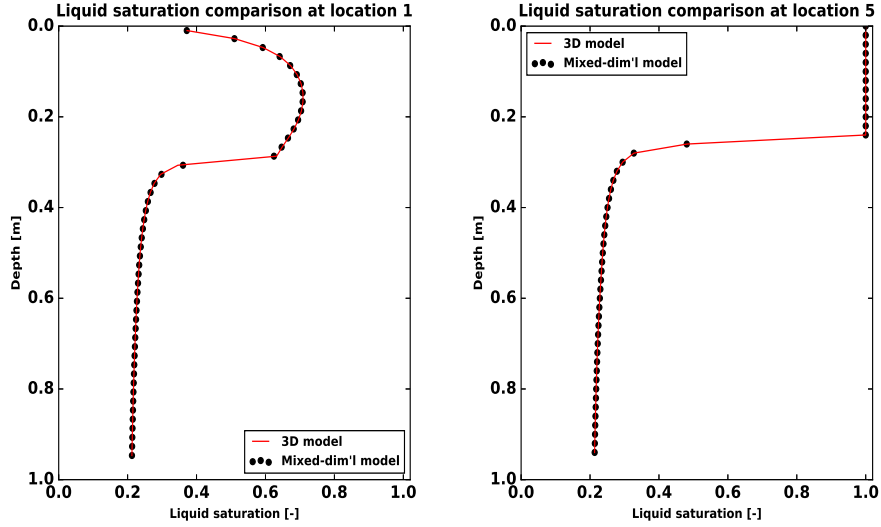 Liquid saturation comparison at location 1
0.0
0.2
0.4
0.6
0.8
1.0
Depth [m]
3D model
Mixed-dim'l model
0.0 0.2 0.4 0.6 0.8 1.0
Liquid saturation [-]
Liquid saturation comparison at location 5
0.0
0.2
0.4
0.6
0.8
1.0
Depth [m]
3D model
Mixed-dim'l model
0.0 0.2 0.4 0.6 0.8 1.0
Liquid saturation [-]